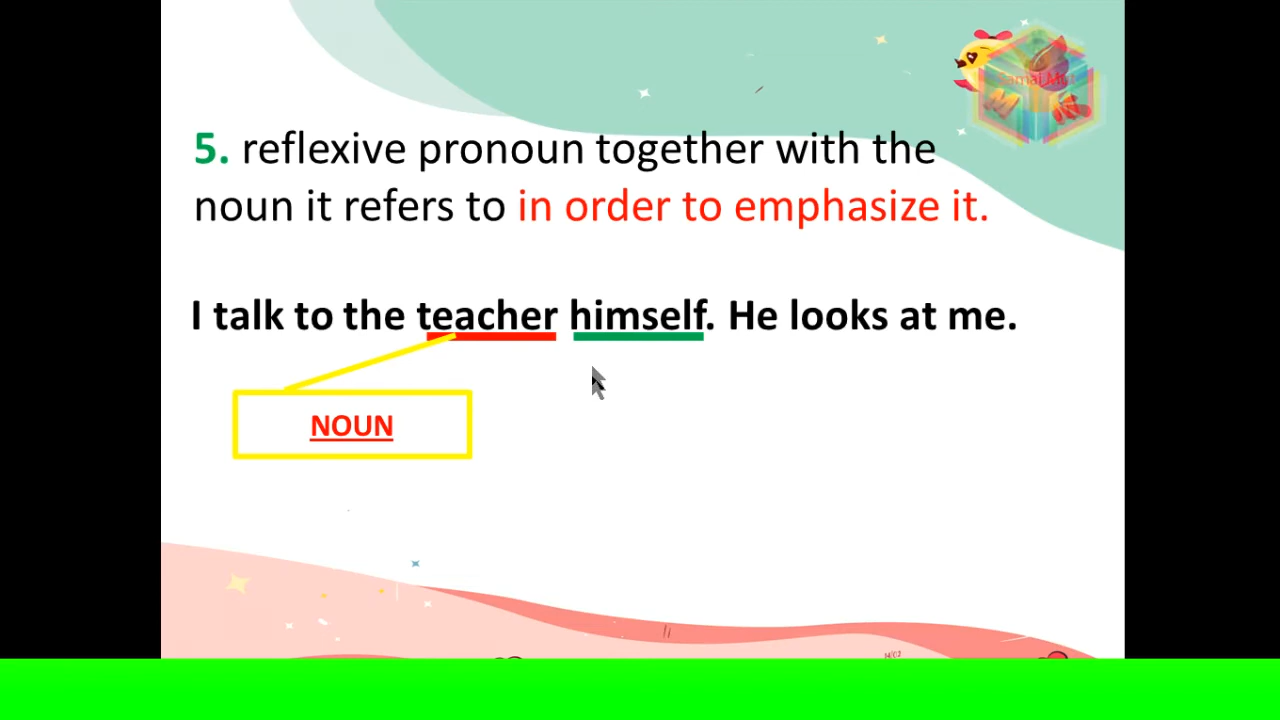 5. reflexive pronoun together with the
noun it refers to in order to emphasize it.
I talk to the teacher himself. He looks at me.
NOUN